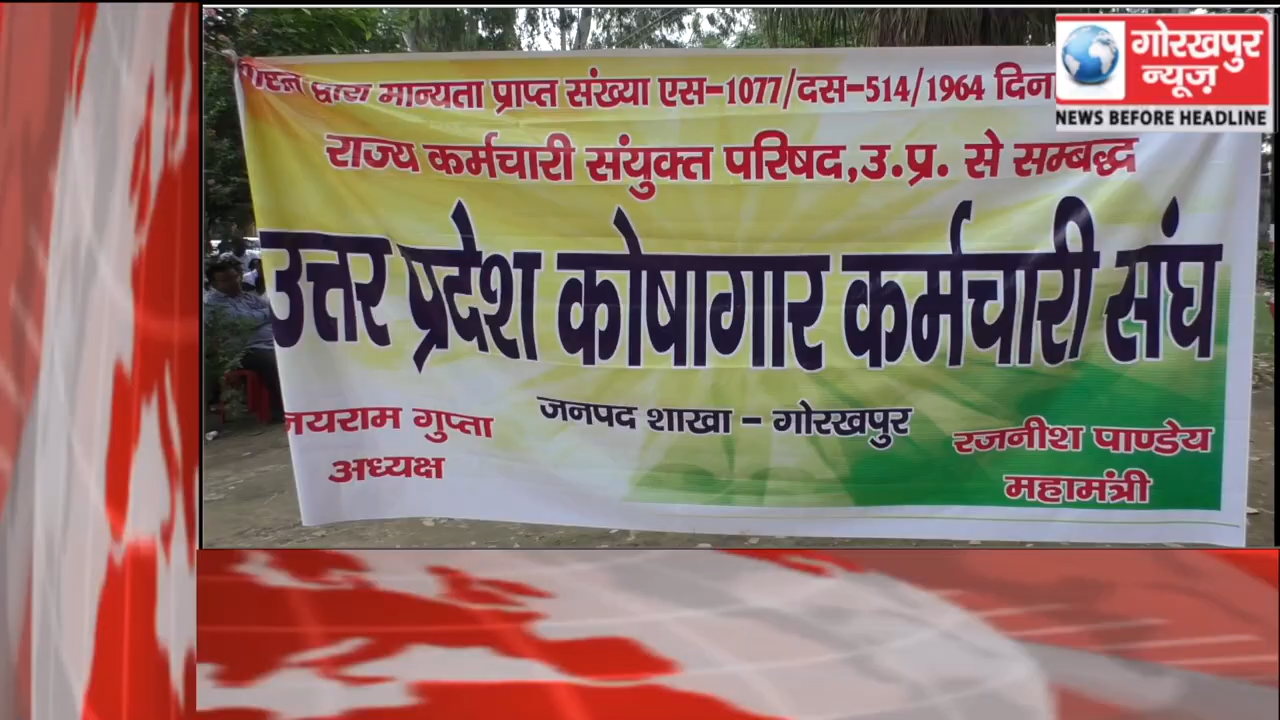 द्वारा मान्यता प्राप्त संख्या एस-1077/दस-514/1964
राज्य कर्मचारी संयुक्त परिषद,उ.प्र. से सम्बद्ध
उत्तर प्रदेश कोषागार कर्मचारी संघ
जनपद शाखा - गोरखपुर
गुप्ता
अध्यक्ष
रजनीश पाण्डेय
महामंत्री
गोरखपुर
न्यूज़
NEWS BEFORE HEADLINE